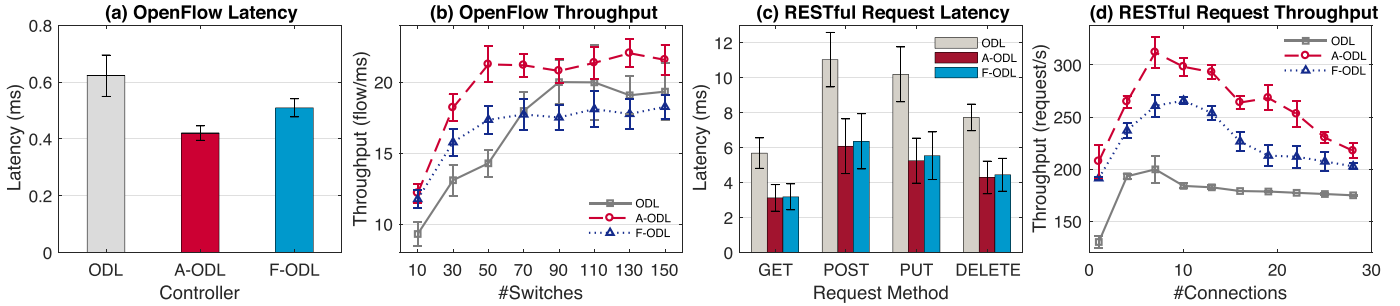 (a) OpenFlow Latency
Latency (ms)
0.8
0.6
0.4
0.2
0
ODL A-ODL F-ODL
Controller
(b) OpenFlow Throughput
Throughput (flow/ms)
20
15
10
ODL
A-ODL
F-ODL
10 30 50 70 90 110 130 150
#Switches
(c) RESTful Request Latency
Latency (ms)
12
10
8
6
4
2
0
ODL
A-ODL
F-ODL
GET POST PUT DELETE
Request Method
(d) RESTful Request Throughput
Throughput (request/s)
300
250
200
150
ODL
A-ODL
F-ODL
0 10 20 30
#Connections